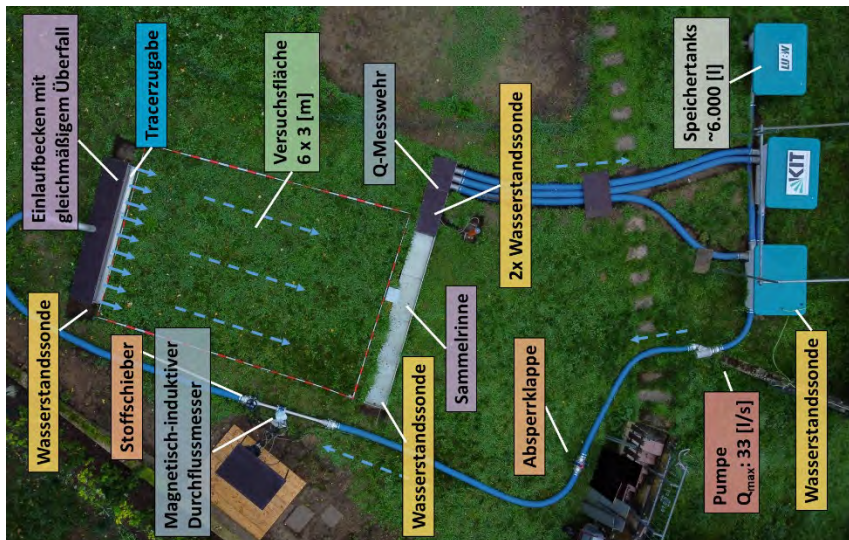 Einlaufbecken mit
gleichmäßigem Überfall
Tracerzugabe
Versuchsfläche
6 x 3 [m]
Q-Messwehr
2x Wasserstandssonde
Speichertanks
~6.000 [l]
LUBW
KIT
Wasserstandssonde
Stoffschieber
Magnetisch-induktiver
Durchflussmesser
Wasserstandssonde
Sammelrinne
Absperrklappe
Pumpe
Qmax: 33 [l/s]
Wasserstandssonde